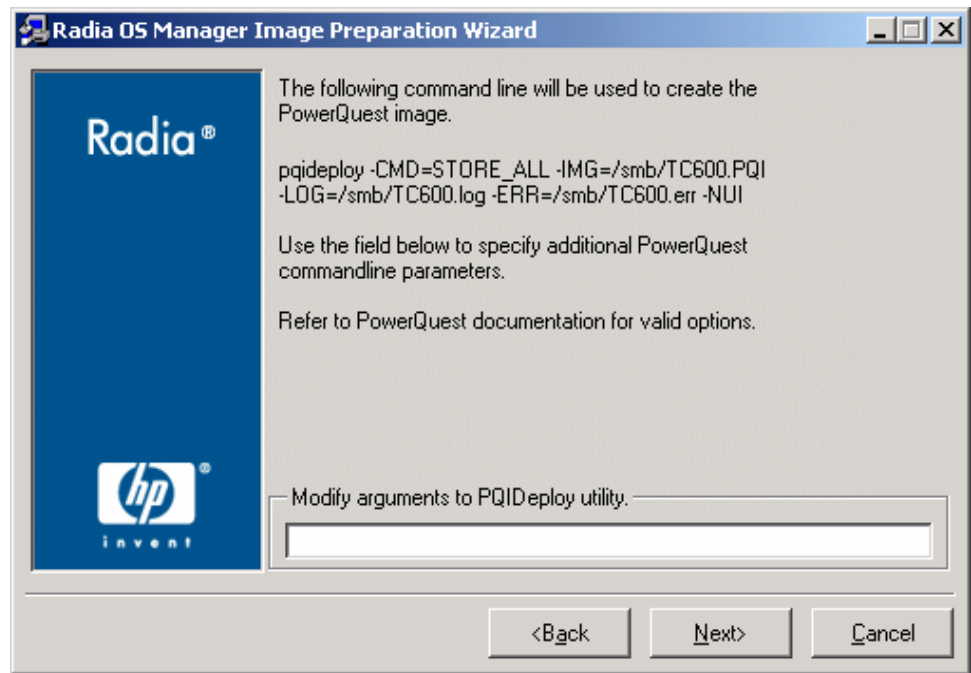 Radia OS Manager Image Preparation Wizard
Radia®
The following command line will be used to create the
PowerQuest image.
pqideploy -CMD=STORE_ALL -IMG=/smb/TC600.PQI
-LOG=/smb/TC600.log -ERR=/smb/TC600.err -NUI
Use the field below to specify additional PowerQuest
commandline parameters.
Refer to PowerQuest documentation for valid options.
hp®
invent
Modify arguments to PQIDeploy utility.
<Back
Next>
Cancel